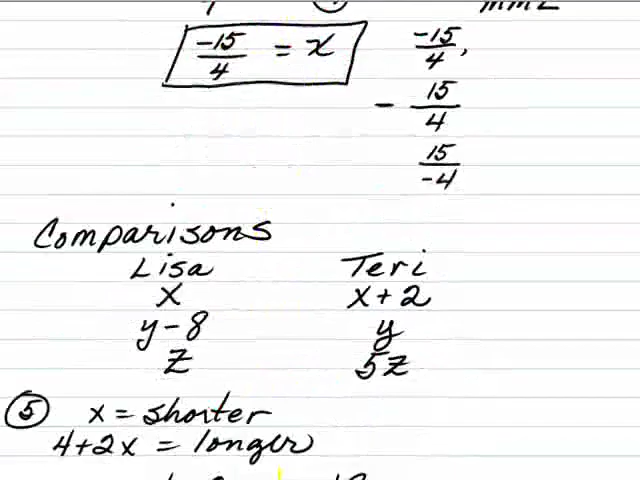 -15/4 = x
-15/4,
- 15/4
15/-4
Comparisons
Lisa Teri
x x+2
y-8 y
z 5z
⑤ x = shorter
4+2x = longer